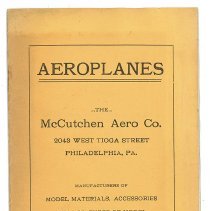 AEROPLANES
..THE..
McCutchen Aero Co.
2043 WEST TIOGA STREET
PHILADELPHIA, PA.
MANUFACTURERS OF
MODEL MATERIALS, ACCESSORIES